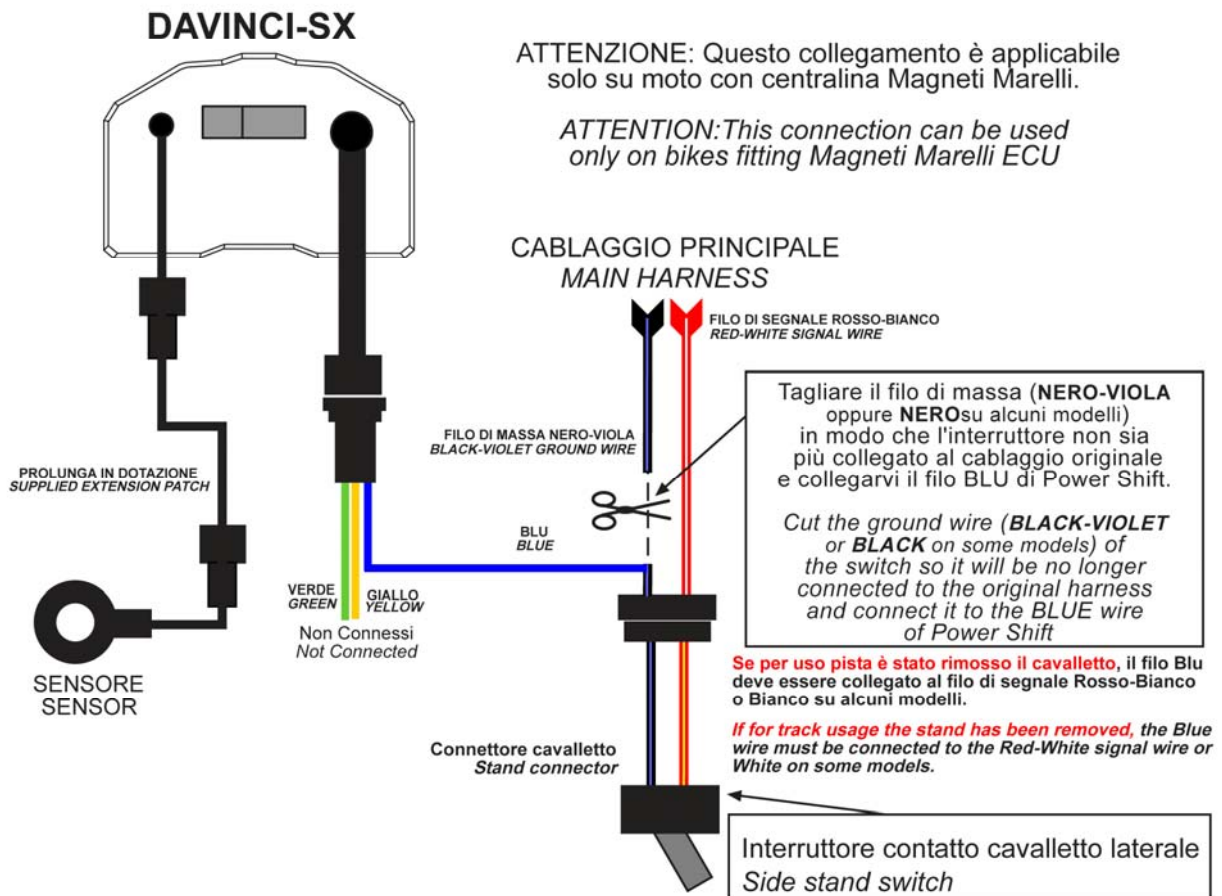 DAVINCI-SX
ATTENZIONE: Questo collegamento è applicabile
solo su moto con centralina Magneti Marelli.
ATTENTION:This connection can be used
only on bikes fitting Magneti Marelli ECU
CABLAGGIO PRINCIPALE
MAIN HARNESS
FILO DI SEGNALE ROSSO-BIANCO
RED-WHITE SIGNAL WIRE
Tagliare il filo di massa (NERO-VIOLA
oppure NEROsu alcuni modelli)
in modo che l'interruttore non sia
più collegato al cablaggio originale
e collegarvi il filo BLU di Power Shift.
Cut the ground wire (BLACK-VIOLET
or BLACK on some models) of
the switch so it will be no longer
connected to the original harness
and connect it to the BLUE wire
of Power Shift
FILO DI MASSA NERO-VIOLA
BLACK-VIOLET GROUND WIRE
PROLUNGA IN DOTAZIONE
SUPPLIED EXTENSION PATCH
BLU
BLUE
VERDE
GREEN
GIALLO
YELLOW
Non Connessi
Not Connected
SENSORE
SENSOR
Se per uso pista è stato rimosso il cavalletto, il filo Blu
deve essere collegato al filo di segnale Rosso-Bianco
o Bianco su alcuni modelli.
If for track usage the stand has been removed, the Blue
wire must be connected to the Red-White signal wire or
White on some models.
Connettore cavalletto
Stand connector
Interruttore contatto cavalletto laterale
Side stand switch